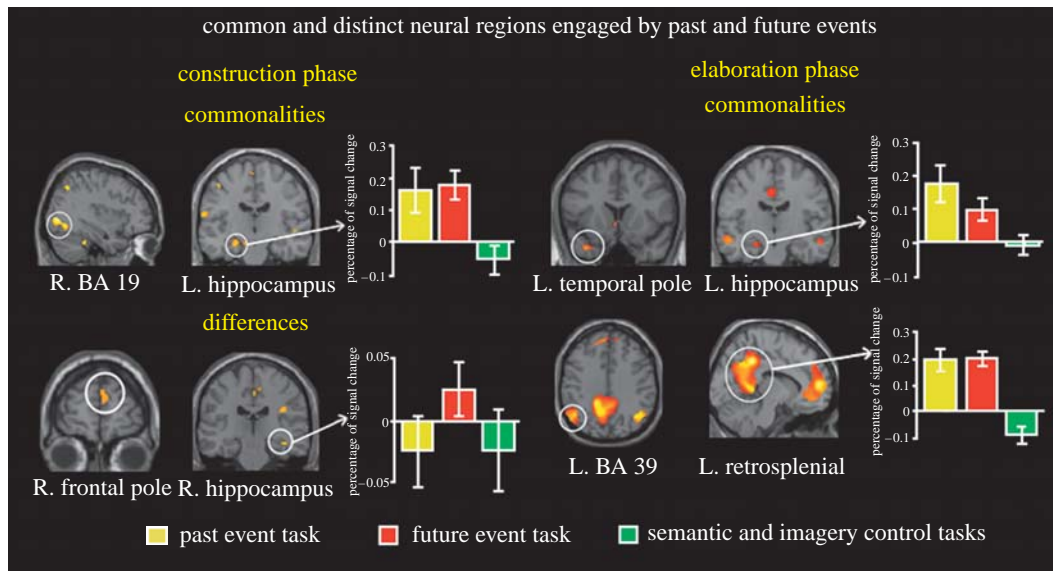 common and distinct neural regions engaged by past and future events
construction phase
commonalities
percentage of signal change
0.3
0.2
0.1
0
–0.1
R. BA 19
L. hippocampus
differences
percentage of signal change
0.05
0
–0.05
R. frontal pole
R. hippocampus
elaboration phase
commonalities
percentage of signal change
0.3
0.2
0.1
0
–0.1
L. temporal pole
L. hippocampus
percentage of signal change
0.3
0.2
0.1
0
–0.1
L. BA 39
L. retrosplenial
past event task
future event task
semantic and imagery control tasks